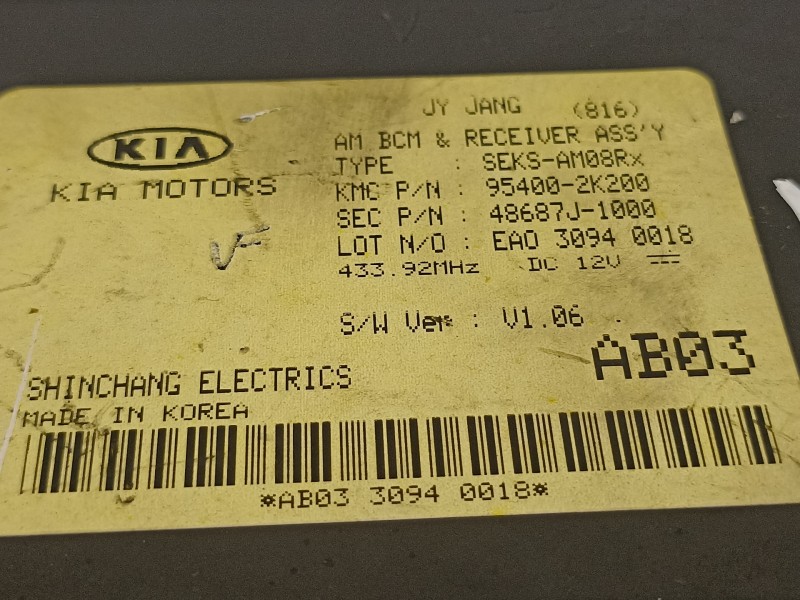 JY JANG (816)
KIA
KIA MOTORS
AM BCM & RECEIVER ASS'Y
TYPE : SEKS-AM08Rx
KMC P/N : 95400-2K200
SEC P/N : 48687J-1000
LOT N/O : EA0 3094 0018
433.92MHz DC 12V
S/W Ver : V1.06
AB03
SHINCHANG ELECTRICS
MADE IN KOREA
*AB03 3094 0018*